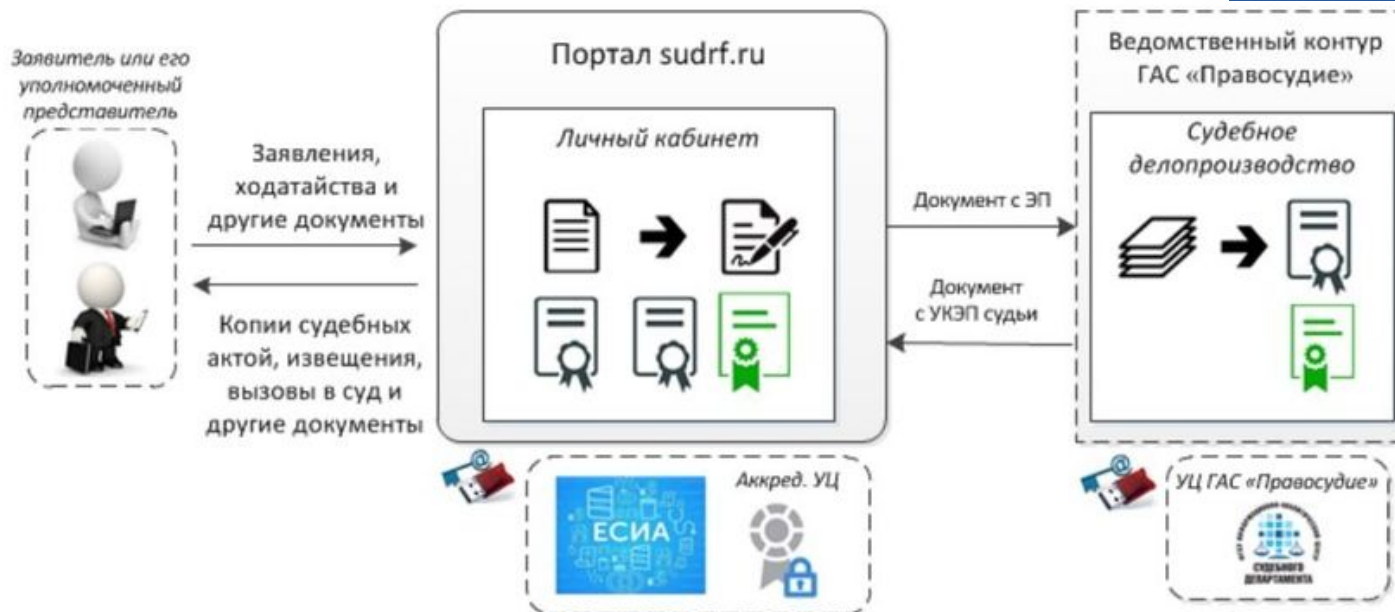 Заявитель или его
уполномоченный
представитель
Заявления,
ходатайства и
другие документы
Копии судебных
актой, извещения,
вызовы в суд и
другие документы
Портал sudrf.ru
Личный кабинет
Документ с ЭП
Документ
с УКЭП судьи
Ведомственный контур
ГАС «Правосудие»
Судебное
делопроизводство
ЕСИА
Аккред. УЦ
УЦ ГАС «Правосудие»
СУДЕБНОГО
ДЕПАРТАМЕНТА